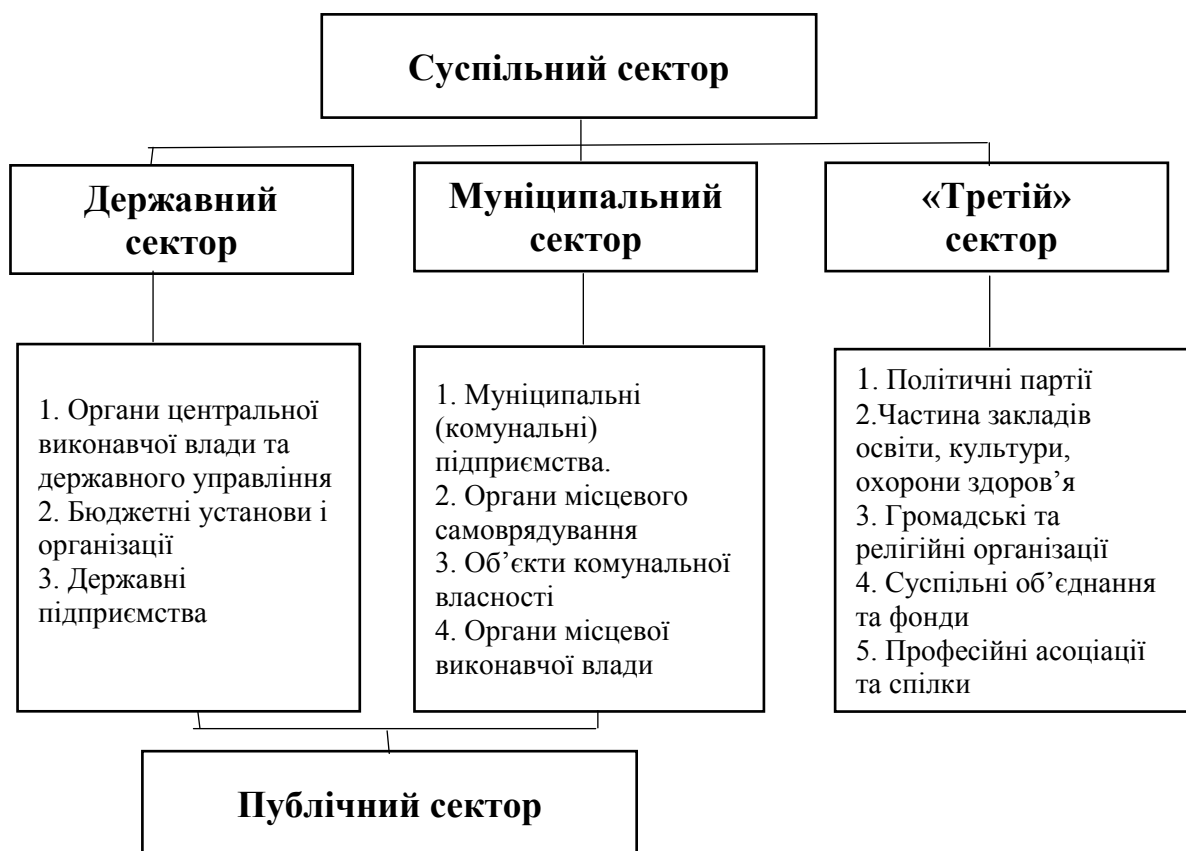 Суспільний сектор
Державний
сектор
Муніципальний
сектор
«Третій»
сектор
1. Органи центральної
виконавчої влади та
державного управління
2. Бюджетні установи і
організації
3. Державні
підприємства
1. Муніципальні
(комунальні)
підприємства.
2. Органи місцевого
самоврядування
3. Об’єкти комунальної
власності
4. Органи місцевої
виконавчої влади
1. Політичні партії
2.Частина закладів
освіти, культури,
охорони здоров’я
3. Громадські та
релігійні організації
4. Суспільні об’єднання
та фонди
5. Професійні асоціації
та спілки
Публічний сектор